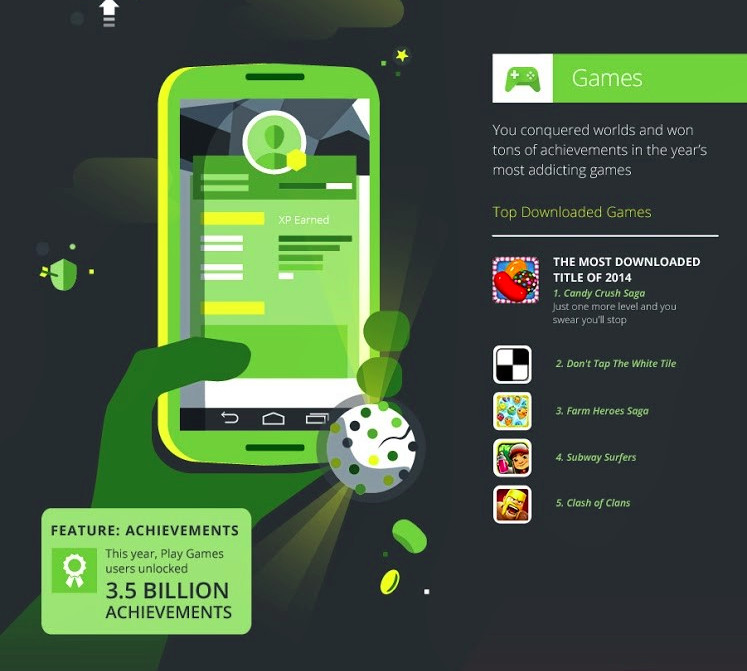 Games
You conquered worlds and won
tons of achievements in the year's
most addicting games
Top Downloaded Games
THE MOST DOWNLOADED
TITLE OF 2014
1. Candy Crush Saga
Just one more level and you
swear you'll stop
2. Don't Tap The White Tile
3. Farm Heroes Saga
4. Subway Surfers
5. Clash of Clans
XP Earned
FEATURE: ACHIEVEMENTS
This year, Play Games
users unlocked
3.5 BILLION
ACHIEVEMENTS